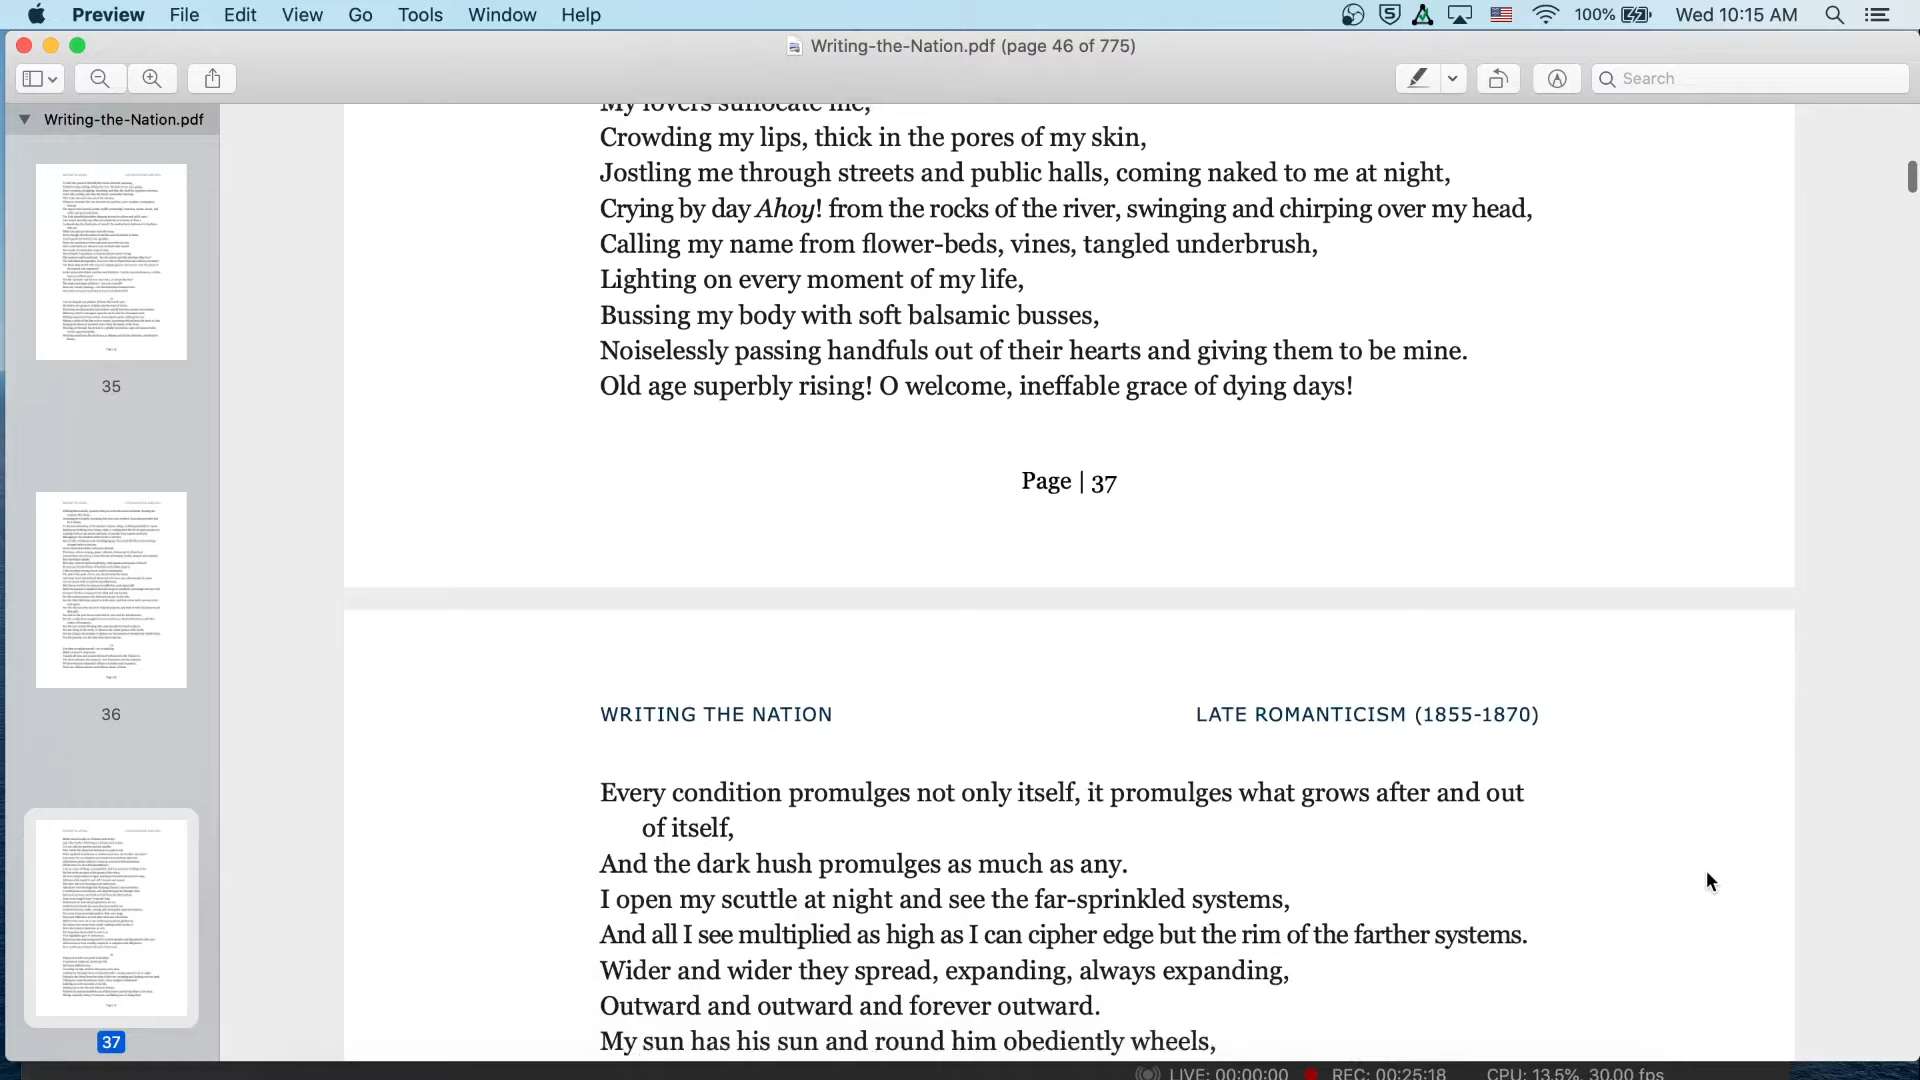 Preview File Edit View Go Tools Window Help 100% Wed 10:15 AM
Writing-the-Nation.pdf (page 46 of 775)
Search
Writing-the-Nation.pdf
35
36
37
My lovers suffocate me,
Crowding my lips, thick in the pores of my skin,
Jostling me through streets and public halls, coming naked to me at night,
Crying by day Ahoy! from the rocks of the river, swinging and chirping over my head,
Calling my name from flower-beds, vines, tangled underbrush,
Lighting on every moment of my life,
Bussing my body with soft balsamic busses,
Noiselessly passing handfuls out of their hearts and giving them to be mine.
Old age superbly rising! O welcome, ineffable grace of dying days!
Page | 37
WRITING THE NATION LATE ROMANTICISM (1855-1870)
Every condition promulges not only itself, it promulges what grows after and out
of itself,
And the dark hush promulges as much as any.
I open my scuttle at night and see the far-sprinkled systems,
And all I see multiplied as high as I can cipher edge but the rim of the farther systems.
Wider and wider they spread, expanding, always expanding,
Outward and outward and forever outward.
My sun has his sun and round him obediently wheels,
LIVE: 00:00:00 REC: 00:25:18 CPU: 13.5%, 30.00 fps